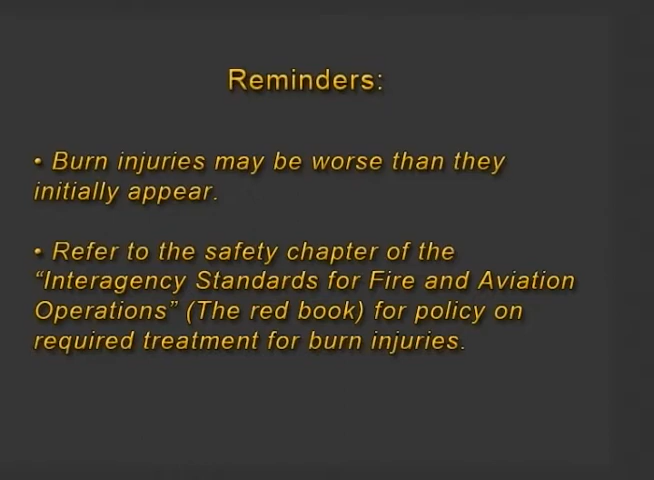 Reminders:
• Burn injuries may be worse than they
initially appear.
• Refer to the safety chapter of the
“Interagency Standards for Fire and Aviation
Operations” (The red book) for policy on
required treatment for burn injuries.